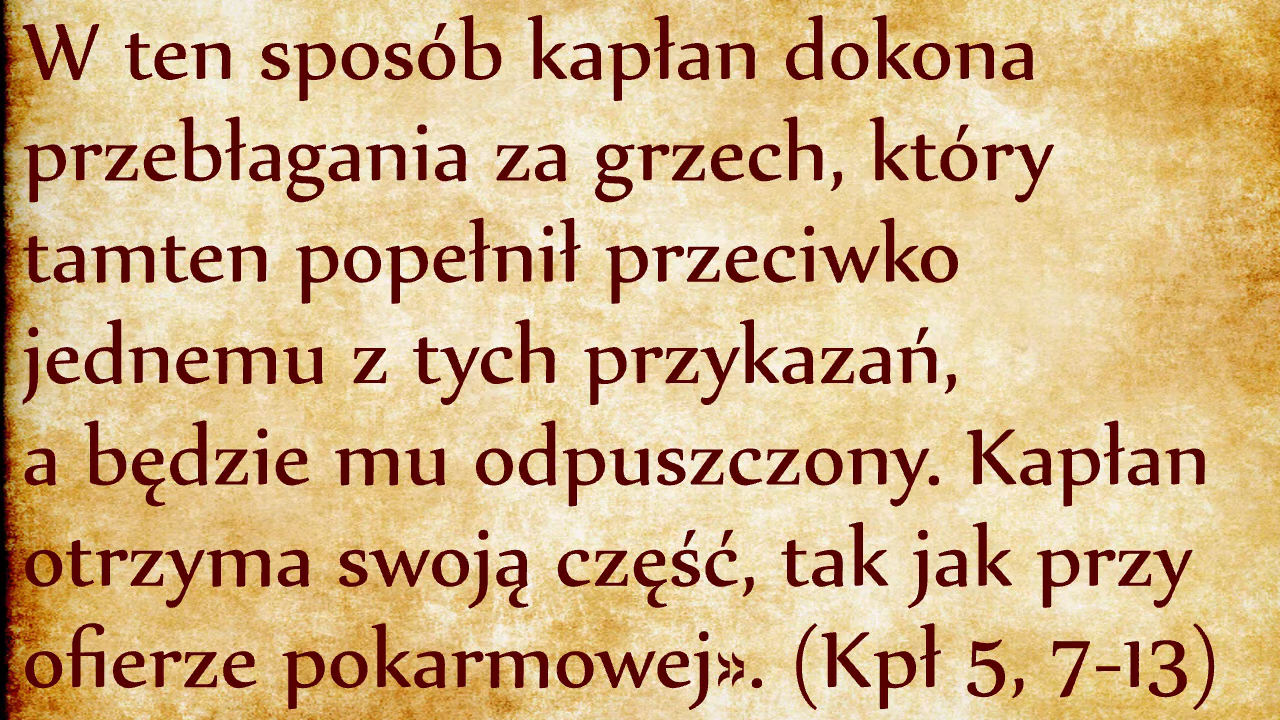 W ten sposób kapłan dokona
przebłagania za grzech, który
tamten popełnił przeciwko
jednemu z tych przykazań,
a będzie mu odpuszczony. Kapłan
otrzyma swoją część, tak jak przy
ofierze pokarmowej». (Kpł 5, 7-13)